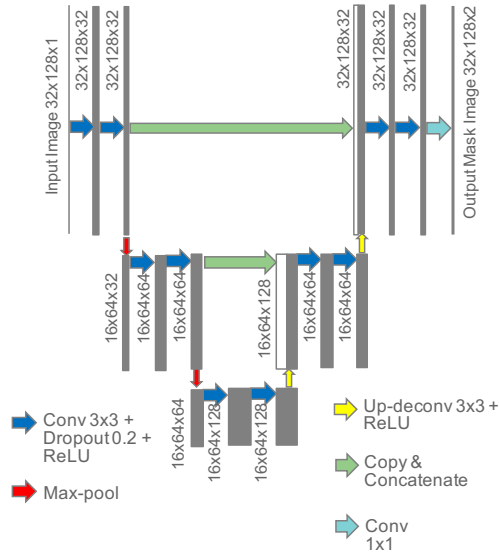 Input Image 32x128x1
32x128x32
32x128x32
32x128x32
32x128x32
32x128x32
Output Mask Image 32x128x2
16x64x32
16x64x64
16x64x64
16x64x128
16x64x64
16x64x64
16x64x64
16x64x128
16x64x128
Conv 3x3 +
Dropout 0.2 +
ReLU
Max-pool
Up-deconv 3x3 +
ReLU
Copy &
Concatenate
Conv
1x1